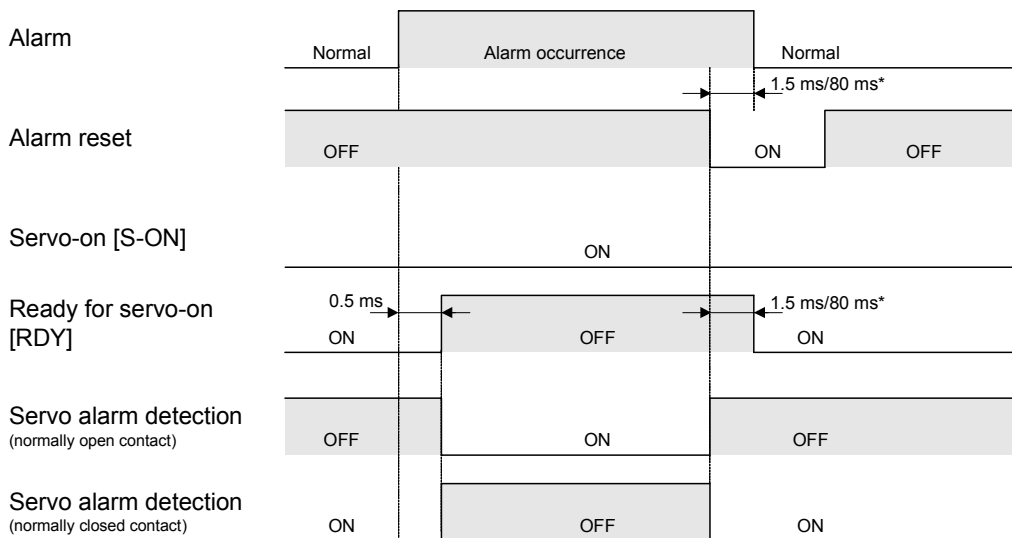 Alarm
Normal
Alarm occurrence
Normal
1.5 ms/80 ms*
Alarm reset
OFF
ON
OFF
Servo-on [S-ON]
ON
Ready for servo-on
[RDY]
0.5 ms
1.5 ms/80 ms*
ON
OFF
ON
Servo alarm detection
(normally open contact)
OFF
ON
OFF
Servo alarm detection
(normally closed contact)
ON
OFF
ON